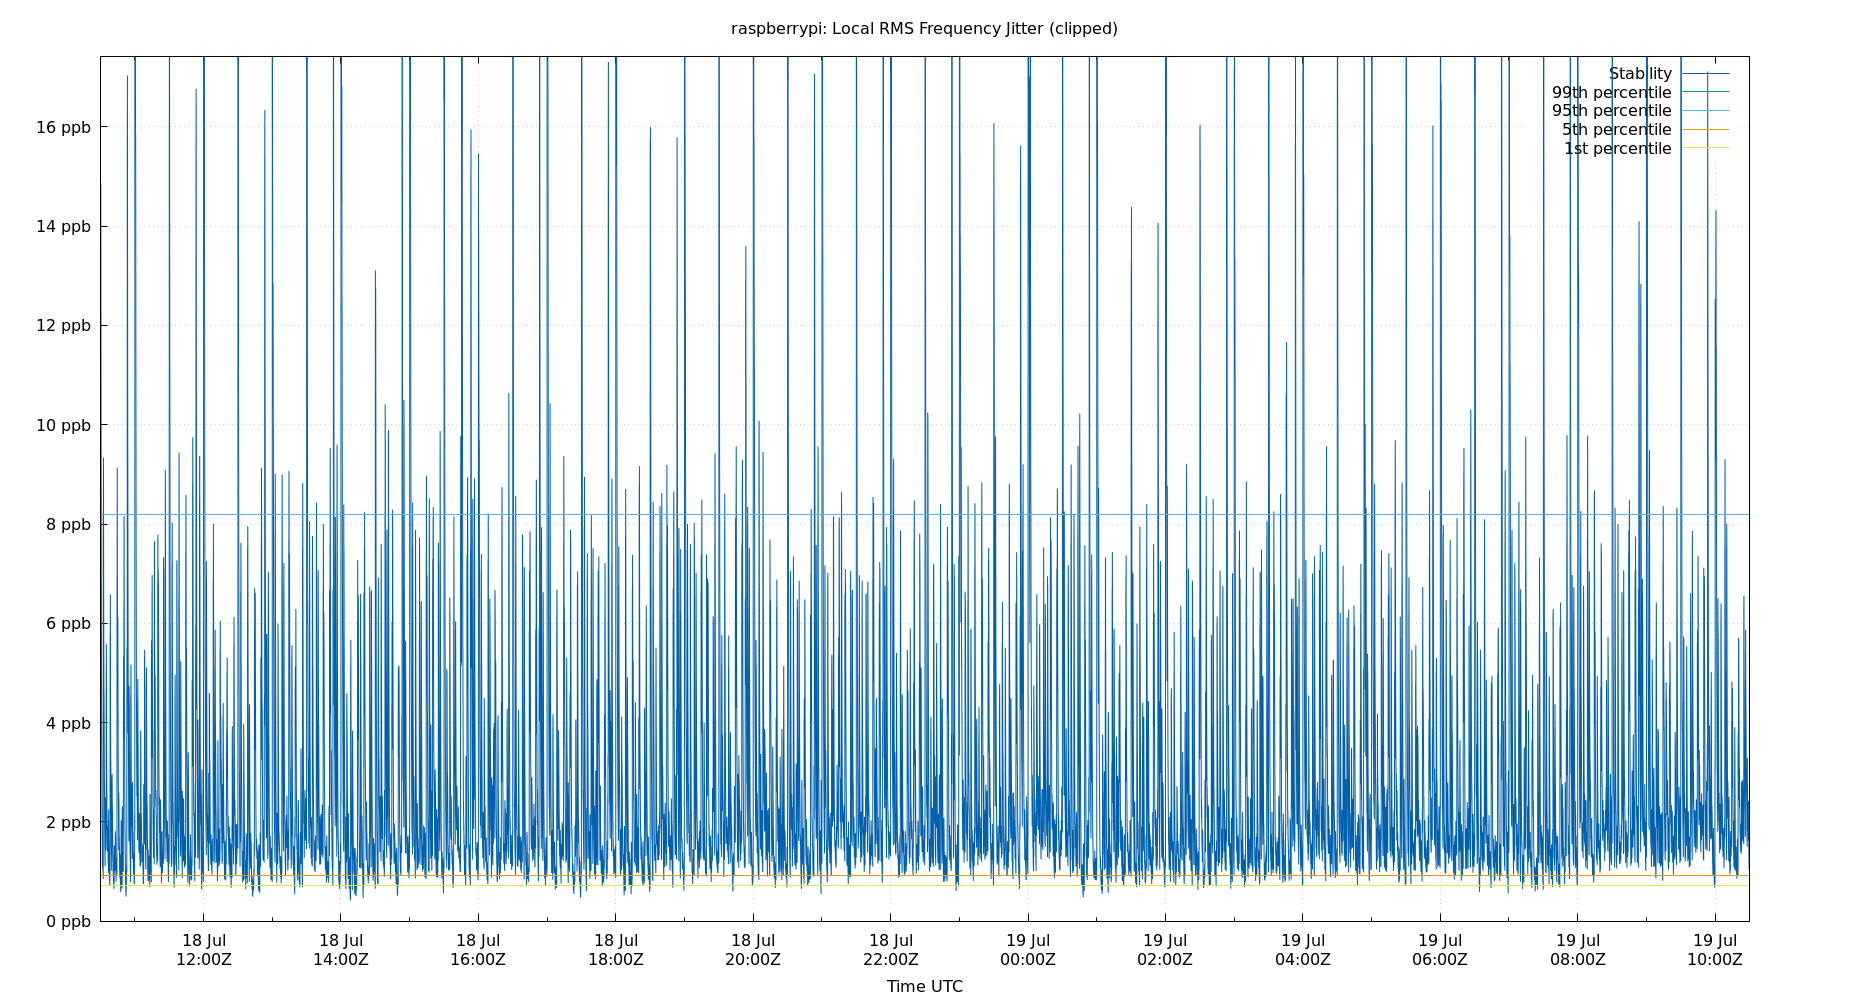 raspberrypi: Local RMS Frequency Jitter (clipped)
Stability
99th percentile
95th percentile
5th percentile
1st percentile
16 ppb
14 ppb
12 ppb
10 ppb
8 ppb
6 ppb
4 ppb
2 ppb
0 ppb
18 Jul 18 Jul 18 Jul 18 Jul 18 Jul 18 Jul 19 Jul 19 Jul 19 Jul 19 Jul 19 Jul 19 Jul
12:00Z 14:00Z 16:00Z 18:00Z 20:00Z 22:00Z 00:00Z 02:00Z 04:00Z 06:00Z 08:00Z 10:00Z
Time UTC